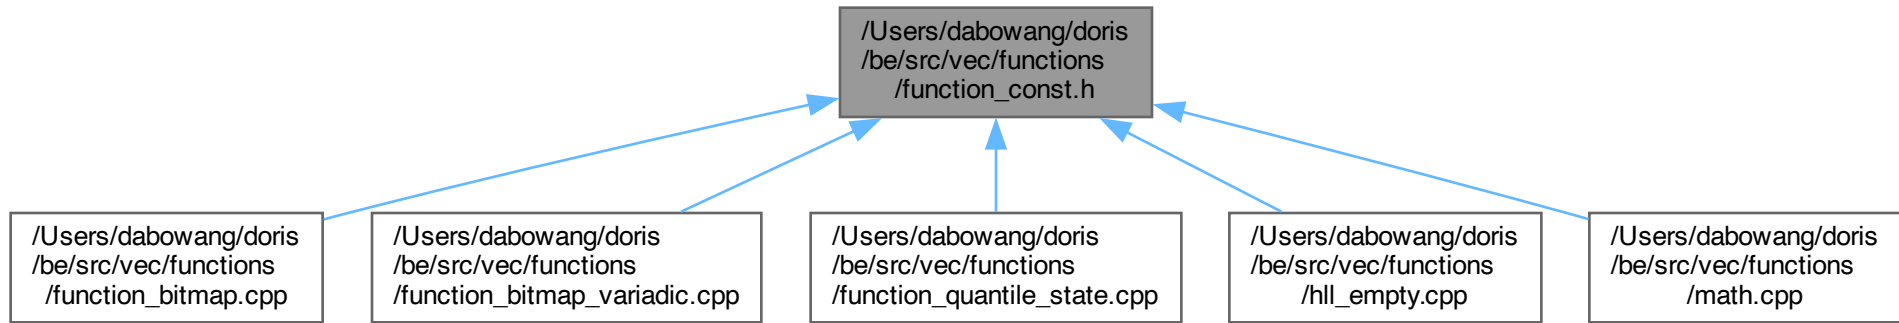 /Users/dabowang/doris
/be/src/vec/functions
/function_const.h
/Users/dabowang/doris
/be/src/vec/functions
/function_bitmap.cpp
/Users/dabowang/doris
/be/src/vec/functions
/function_bitmap_variadic.cpp
/Users/dabowang/doris
/be/src/vec/functions
/function_quantile_state.cpp
/Users/dabowang/doris
/be/src/vec/functions
/hll_empty.cpp
/Users/dabowang/doris
/be/src/vec/functions
/math.cpp